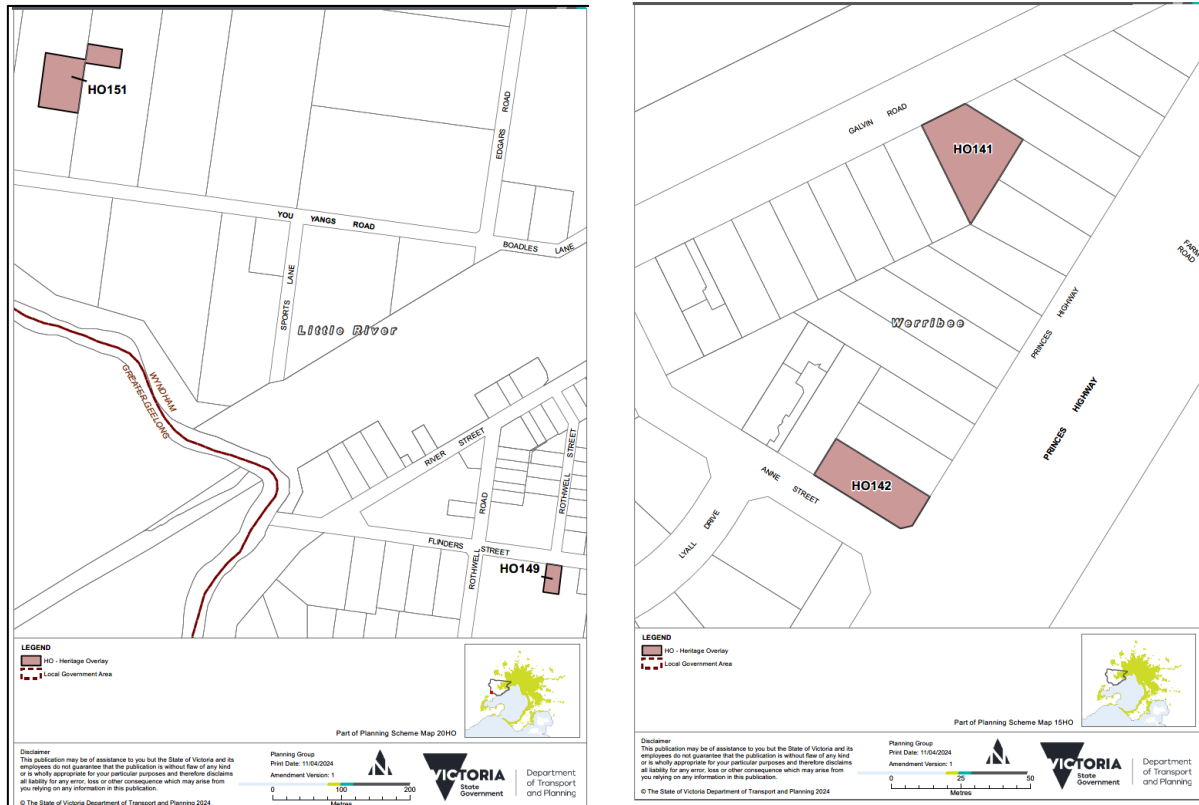 HO151
EDGARS ROAD
YOU YANGS ROAD
BOADLES LANE
SPORTS LANE
Little River
WYNDHAM
GREATER GEELONG
RIVER STREET
ROTHWELL STREET
ROTHWELL ROAD
FLINDERS STREET
HO149
LEGEND
HO - Heritage Overlay
Local Government Area
Part of Planning Scheme Map 20HO
Disclaimer
This publication may be of assistance to you but the State of Victoria and its
employees do not guarantee that the publication is without flaw of any kind
or is wholly appropriate for your particular purposes and therefore disclaims
all liability for any error, loss or other consequence which may arise from
you relying on any information in this publication.
© The State of Victoria Department of Transport and Planning 2024
Planning Group
Print Date: 11/04/2024
Amendment Version: 1
0 100 200
Metres
VICTORIA
State
Government
Department
of Transport
and Planning
GALVIN ROAD
HO141
FARM
ROAD
Werribee
PRINCES HIGHWAY
PRINCES HIGHWAY
HO142
ANNE STREET
LYALL DRIVE
LEGEND
HO - Heritage Overlay
Local Government Area
Part of Planning Scheme Map 15HO
Disclaimer
This publication may be of assistance to you but the State of Victoria and its
employees do not guarantee that the publication is without flaw of any kind
or is wholly appropriate for your particular purposes and therefore disclaims
all liability for any error, loss or other consequence which may arise from
you relying on any information in this publication.
© The State of Victoria Department of Transport and Planning 2024
Planning Group
Print Date: 11/04/2024
Amendment Version: 1
0 25 50
Metres
VICTORIA
State
Government
Department
of Transport
and Planning